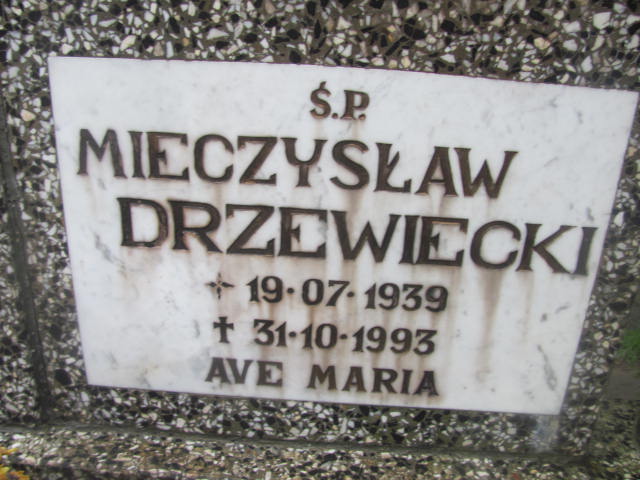 Ś.P.
MIECZYSŁAW
DRZEWIECKI
19·07·1939
✝ 31·10·1993
AVE MARIA